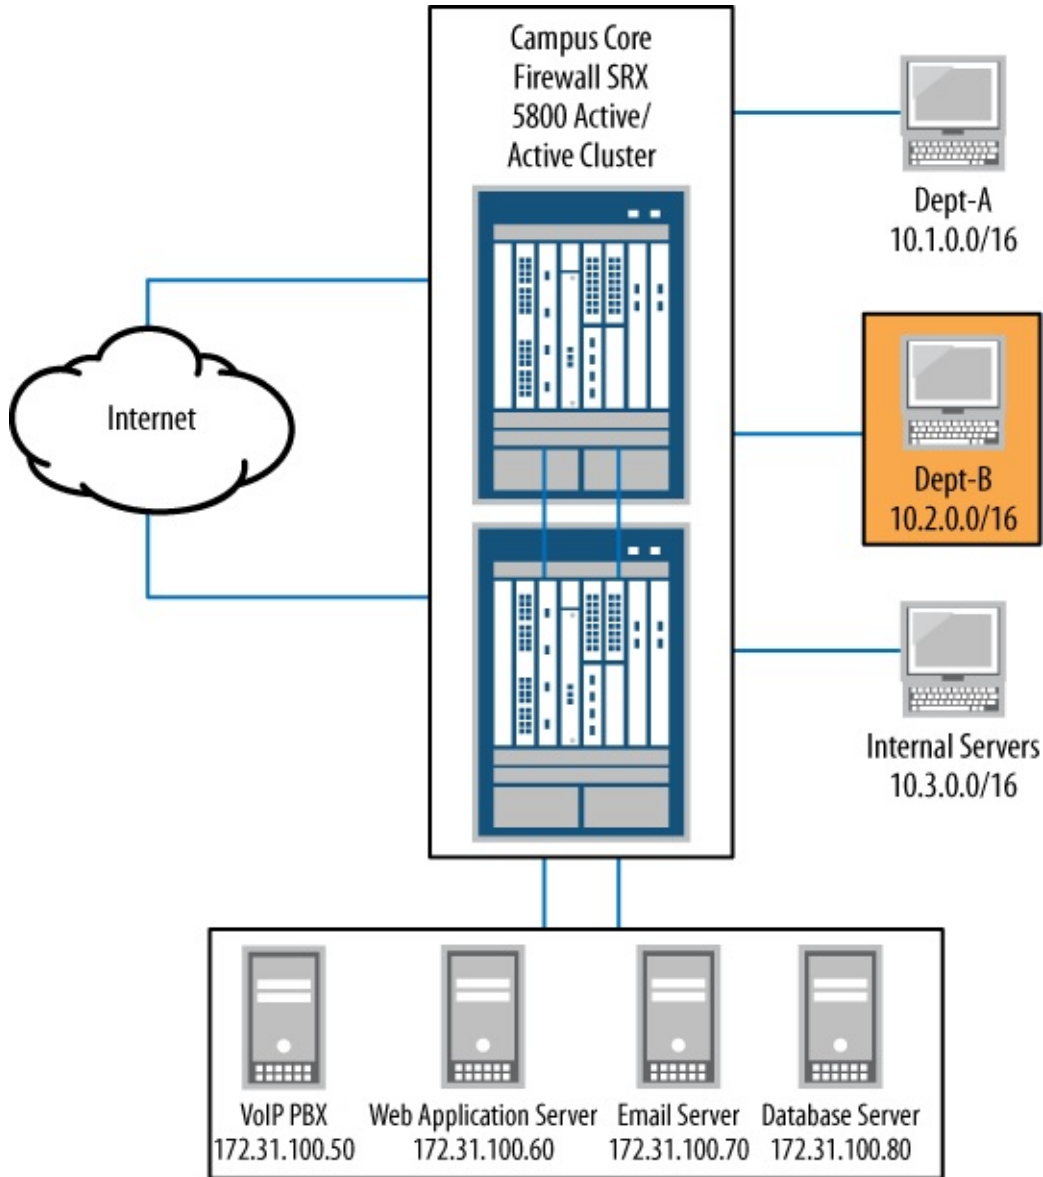 Campus Core
Firewall SRX
5800 Active/
Active Cluster
Internet
Dept-A
10.1.0.0/16
Dept-B
10.2.0.0/16
Internal Servers
10.3.0.0/16
VoIP PBX
172.31.100.50
Web Application Server
172.31.100.60
Email Server
172.31.100.70
Database Server
172.31.100.80